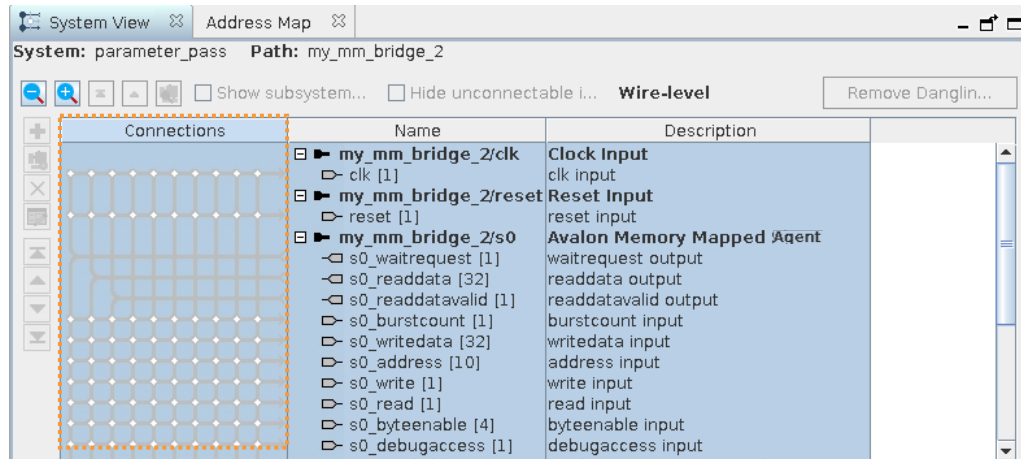 System View Address Map
System: parameter_pass Path: my_mm_bridge_2
Show subsystem... Hide unconnectable i... Wire-level Remove Danglin...
Connections Name Description
my_mm_bridge_2/clk Clock Input
clk [1] clk input
my_mm_bridge_2/reset Reset Input
reset [1] reset input
my_mm_bridge_2/s0 Avalon Memory Mapped Agent
s0_waitrequest [1] waitrequest output
s0_readdata [32] readdata output
s0_readdatavalid [1] readdatavalid output
s0_burstcount [1] burstcount input
s0_writedata [32] writedata input
s0_address [10] address input
s0_write [1] write input
s0_read [1] read input
s0_byteenable [4] byteenable input
s0_debugaccess [1] debugaccess input